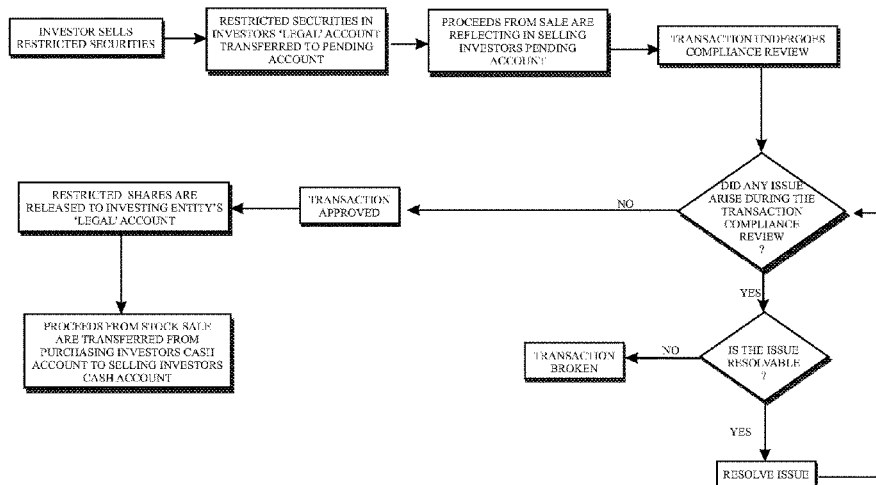 INVESTOR SELLS
RESTRICTED SECURITIES
RESTRICTED SECURITIES IN
INVESTORS 'LEGAL' ACCOUNT
TRANSFERRED TO PENDING
ACCOUNT
PROCEEDS FROM SALE ARE
REFLECTING IN SELLING
INVESTORS PENDING
ACCOUNT
TRANSACTION UNDERGOES
COMPLIANCE REVIEW
DID ANY ISSUE
ARISE DURING THE
TRANSACTION
COMPLIANCE
REVIEW
?
NO
TRANSACTION
APPROVED
RESTRICTED SHARES ARE
RELEASED TO INVESTING ENTITY'S
'LEGAL' ACCOUNT
PROCEEDS FROM STOCK SALE
ARE TRANSFERRED FROM
PURCHASING INVESTORS CASH
ACCOUNT TO SELLING INVESTORS
CASH ACCOUNT
YES
IS THE ISSUE
RESOLVABLE
?
NO
TRANSACTION
BROKEN
YES
RESOLVE ISSUE